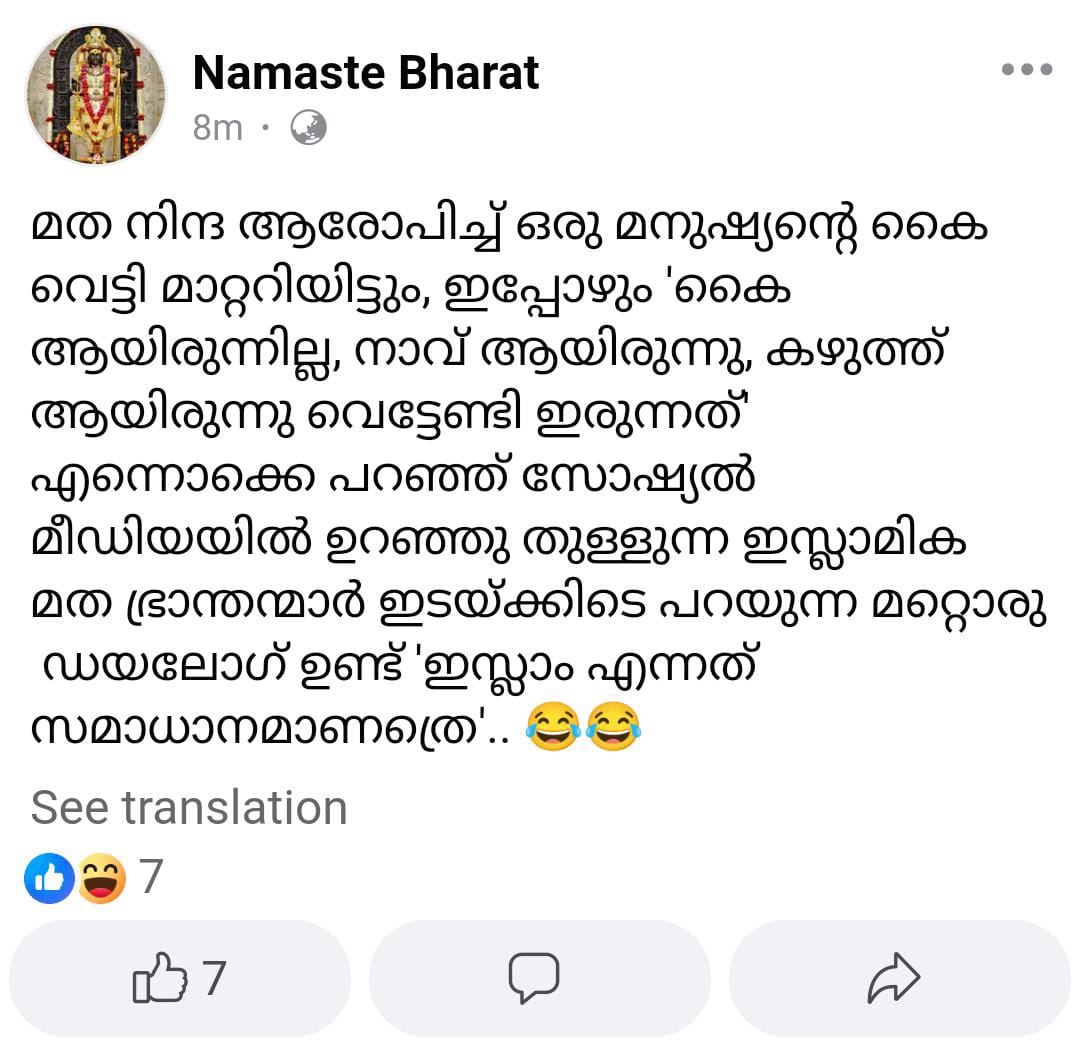 Namaste Bharat
8m ·
മത നിന്ദ ആരോപിച്ച് ഒരു മനുഷ്യന്റെ കൈ
വെട്ടി മാറ്ററിയിട്ടും, ഇപ്പോഴും 'കൈ
ആയിരുന്നില്ല, നാവ് ആയിരുന്നു, കഴുത്ത്
ആയിരുന്നു വെട്ടേണ്ടി ഇരുന്നത്'
എന്നൊക്കെ പറഞ്ഞ് സോഷ്യൽ
മീഡിയയിൽ ഉറഞ്ഞു തുള്ളുന്ന ഇസ്ലാമിക
മത ഭ്രാന്തന്മാർ ഇടയ്ക്കിടെ പറയുന്ന മറ്റൊരു
ഡയലോഗ് ഉണ്ട് 'ഇസ്ലാം എന്നത്
സമാധാനമാണത്രെ'.. 😂😂
See translation
7
7